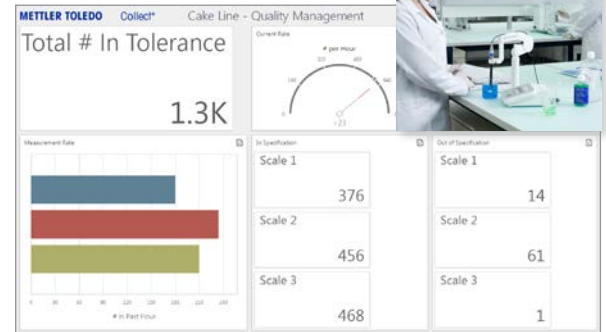 METTLER TOLEDO Collect+ Cake Line - Quality Management
Total # In Tolerance
1.3K
Current Rate
# per Hour
Measurement Rate
# in Past Hour
In Specification
Scale 1
376
Scale 2
456
Scale 3
468
Out of Specification
Scale 1
14
Scale 2
61
Scale 3
1